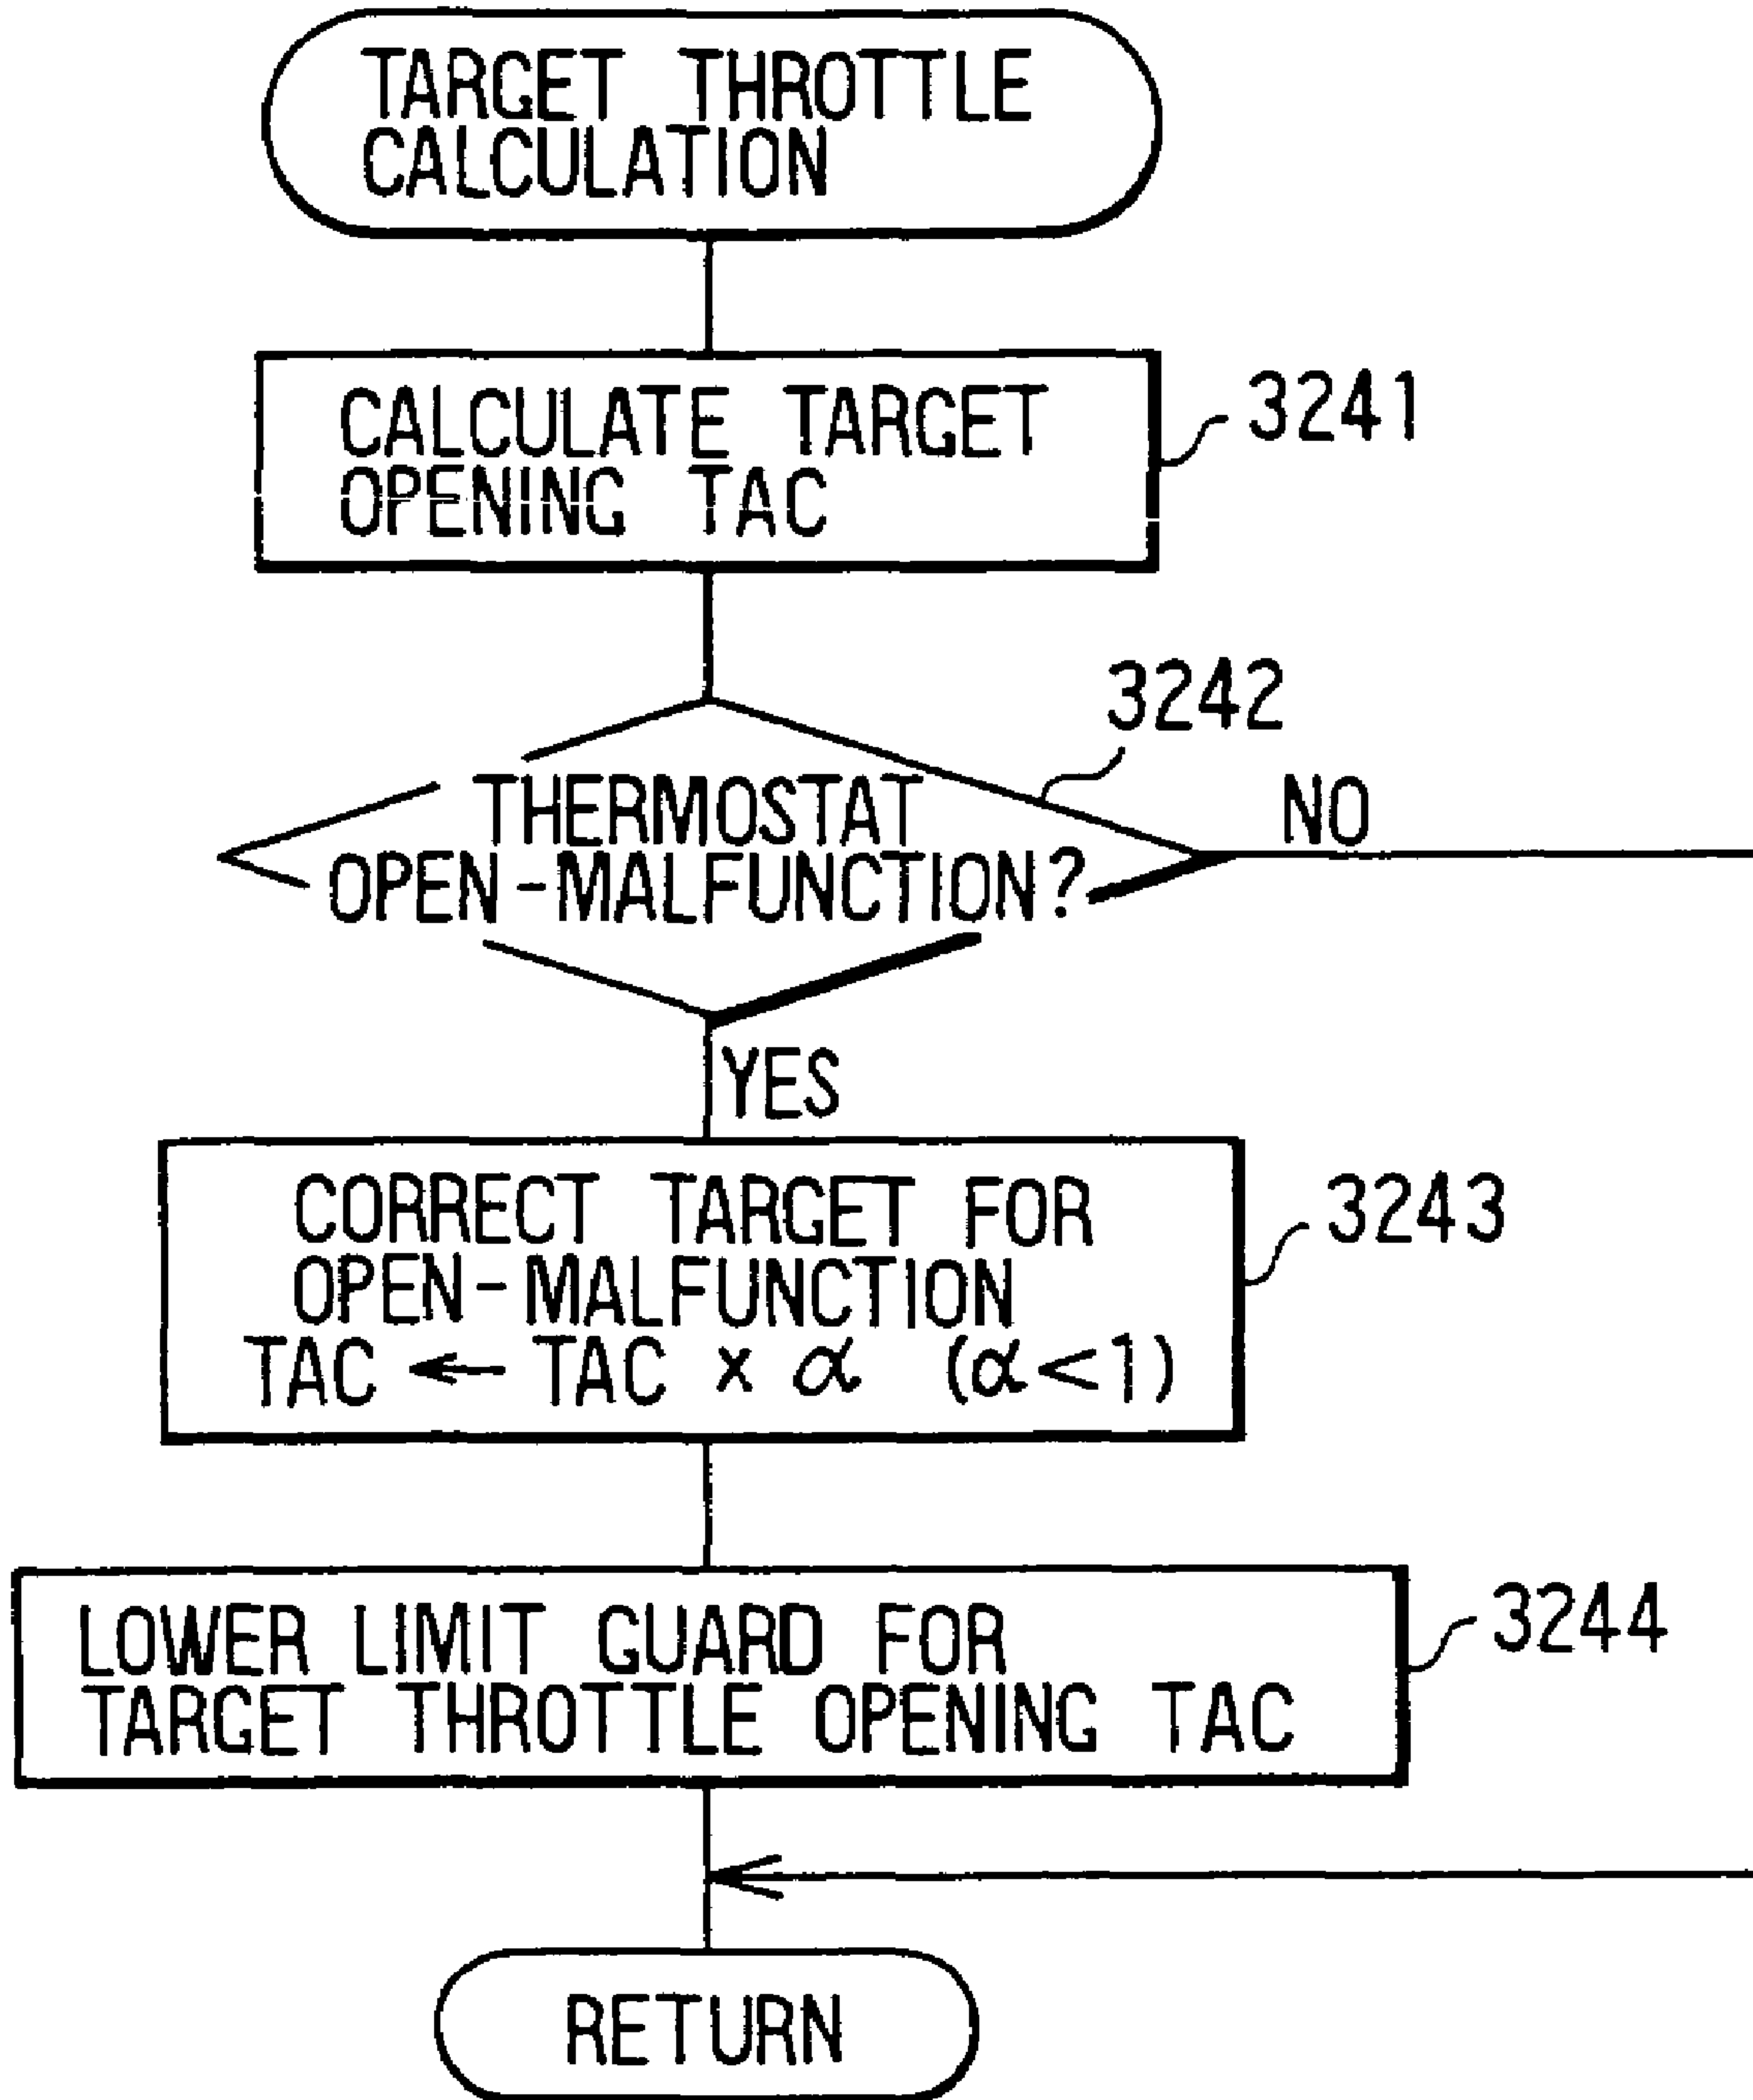 TARGET THROTTLE
CALCULATION
CALCULATE TARGET
OPENING TAC
3241
3242
THERMOSTAT
OPEN-MALFUNCTION?
NO
YES
CORRECT TARGET FOR
OPEN-MALFUNCTION
TAC ← TAC × α (α<1)
3243
LOWER LIMIT GUARD FOR
TARGET THROTTLE OPENING TAC
3244
RETURN